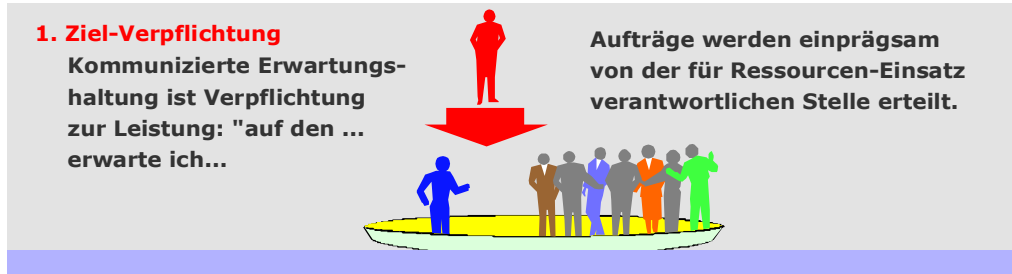 1. Ziel-Verpflichtung
Kommunizierte Erwartungs-
haltung ist Verpflichtung
zur Leistung: "auf den ...
erwarte ich...
Aufträge werden einprägsam
von der für Ressourcen-Einsatz
verantwortlichen Stelle erteilt.